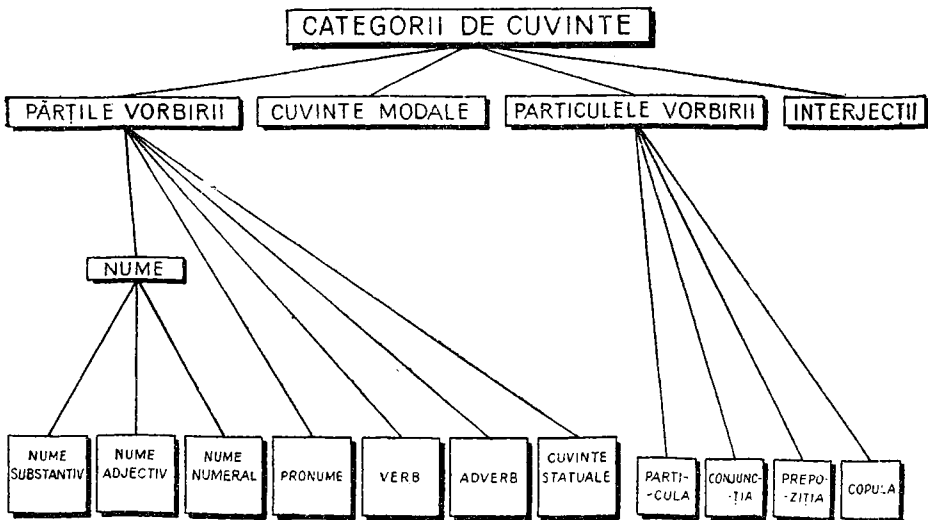 CATEGORII DE CUVINTE
PĂRȚILE VORBIRII
CUVINTE MODALE
PARTICULELE VORBIRII
INTERJECȚII
NUME
NUME
SUBSTANTIV
NUME
ADJECTIV
NUME
NUMERAL
PRONUME
VERB
ADVERB
CUVINTE
STATUALE
PARTI-
-CULA
CONJUNC-
-ȚIA
PREPO-
-ZIȚIA
COPULA